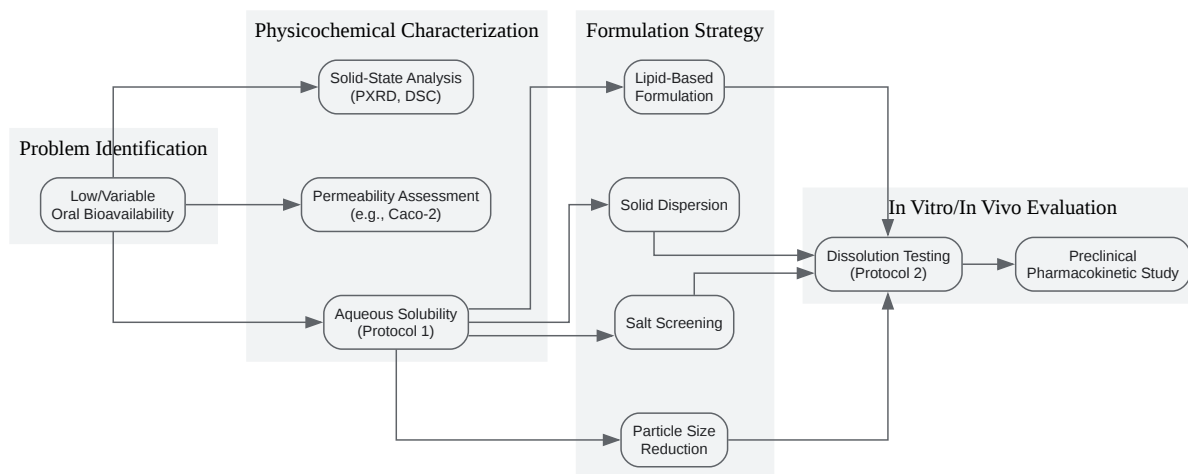 Problem Identification
Low/Variable
Oral Bioavailability
Physicochemical Characterization
Solid-State Analysis
(PXRD, DSC)
Permeability Assessment
(e.g., Caco-2)
Aqueous Solubility
(Protocol 1)
Formulation Strategy
Lipid-Based
Formulation
Solid Dispersion
Salt Screening
Particle Size
Reduction
In Vitro/In Vivo Evaluation
Dissolution Testing
(Protocol 2)
Preclinical
Pharmacokinetic Study